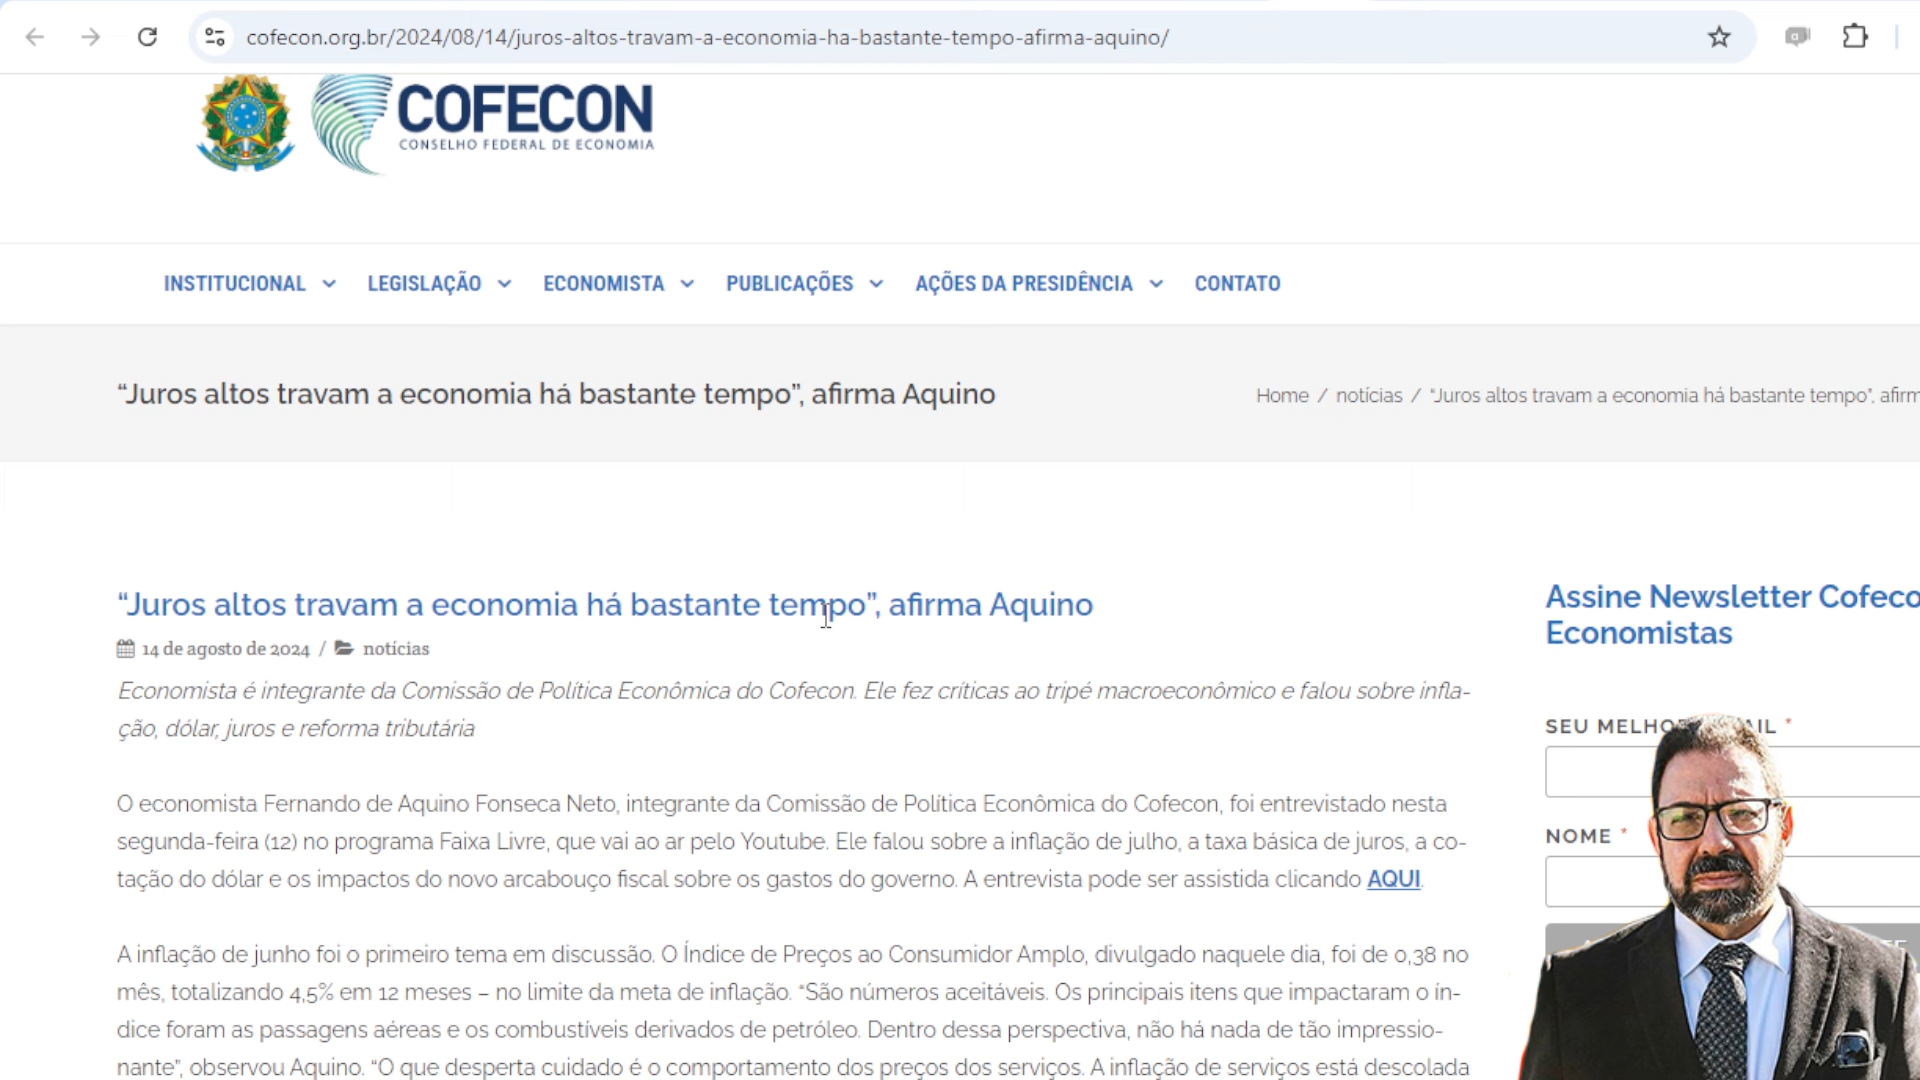 cofecon.org.br/2024/08/14/juros-altos-travam-a-economia-ha-bastante-tempo-afirma-aquino/
COFECON
CONSELHO FEDERAL DE ECONOMIA
INSTITUCIONAL LEGISLAÇÃO ECONOMISTA PUBLICAÇÕES AÇÕES DA PRESIDÊNCIA CONTATO
“Juros altos travam a economia há bastante tempo”, afirma Aquino
Home / notícias / “Juros altos travam a economia há bastante tempo”, afirm
“Juros altos travam a economia há bastante tempo”, afirma Aquino
14 de agosto de 2024 / notícias
Economista é integrante da Comissão de Política Econômica do Cofecon. Ele fez críticas ao tripé macroeconômico e falou sobre infla-
ção, dólar, juros e reforma tributária
O economista Fernando de Aquino Fonseca Neto, integrante da Comissão de Política Econômica do Cofecon, foi entrevistado nesta
segunda-feira (12) no programa Faixa Livre, que vai ao ar pelo Youtube. Ele falou sobre a inflação de julho, a taxa básica de juros, a co-
tação do dólar e os impactos do novo arcabouço fiscal sobre os gastos do governo. A entrevista pode ser assistida clicando AQUI.
A inflação de junho foi o primeiro tema em discussão. O Índice de Preços ao Consumidor Amplo, divulgado naquele dia, foi de 0,38 no
mês, totalizando 4,5% em 12 meses – no limite da meta de inflação. “São números aceitáveis. Os principais itens que impactaram o ín-
dice foram as passagens aéreas e os combustíveis derivados de petróleo. Dentro dessa perspectiva, não há nada de tão impressio-
nante”, observou Aquino. “O que desperta cuidado é o comportamento dos preços dos serviços. A inflação de serviços está descolada
Assine Newsletter Cofeco
Economistas
SEU MELHO IL *
NOME *